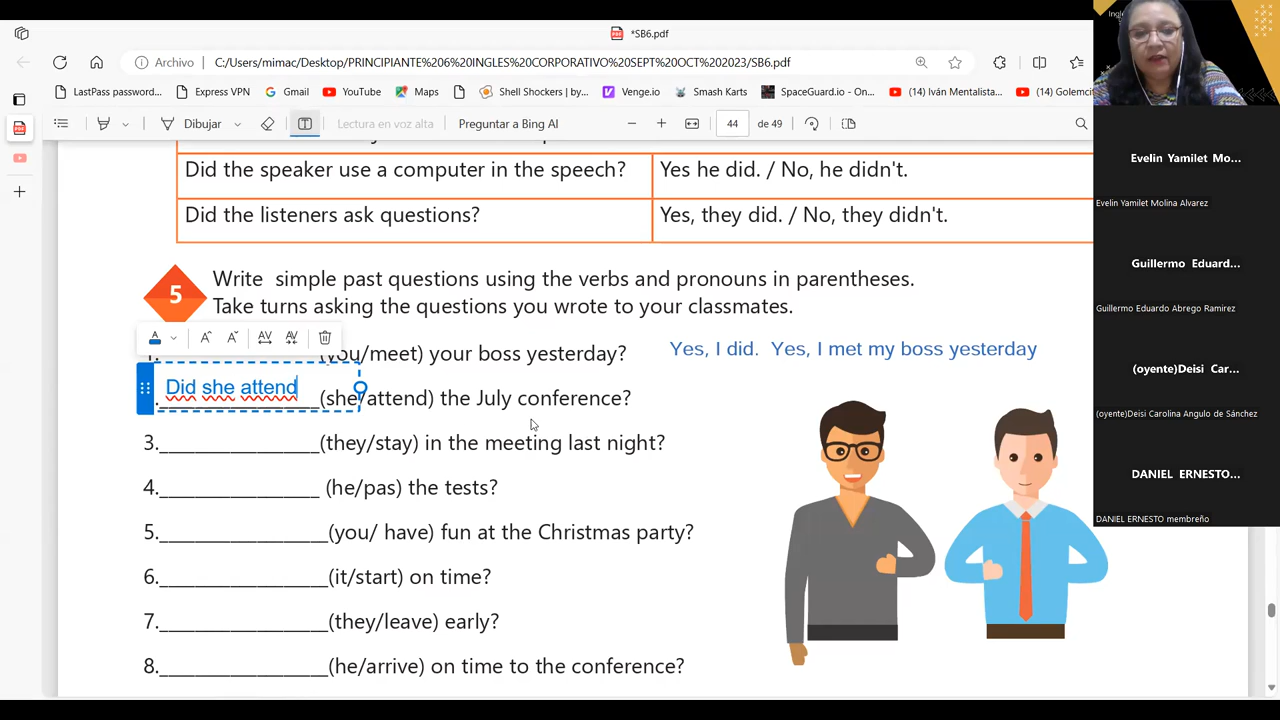 *SB6.pdf
Inglé
Archivo C:/Users/mimac/Desktop/PRINCIPIANTE%206%20INGLES%20CORPORATIVO%20SEPT%20OCT%202023/SB6.pdf
LastPass password... Express VPN Gmail YouTube Maps Shell Shockers | by... Venge.io Smash Karts SpaceGuard.io - On... (14) Iván Mentalista... (14) Golemcit
Dibujar Lectura en voz alta Preguntar a Bing AI 44 de 49
Did the speaker use a computer in the speech? Yes he did. / No, he didn't.
Did the listeners ask questions? Yes, they did. / No, they didn't.
5 Write simple past questions using the verbs and pronouns in parentheses.
Take turns asking the questions you wrote to your classmates.
(you/meet) your boss yesterday? Yes, I did. Yes, I met my boss yesterday
Did she attend
.________________(she/attend) the July conference?
3.________________(they/stay) in the meeting last night?
4.________________ (he/pas) the tests?
5._________________(you/ have) fun at the Christmas party?
6._________________(it/start) on time?
7._________________(they/leave) early?
8._________________(he/arrive) on time to the conference?
Evelin Yamilet Mo...
Evelin Yamilet Molina Alvarez
Guillermo Eduard...
Guillermo Eduardo Abrego Ramirez
(oyente)Deisi Car...
(oyente)Deisi Carolina Angulo de Sánchez
DANIEL ERNESTO...
DANIEL ERNESTO membreño